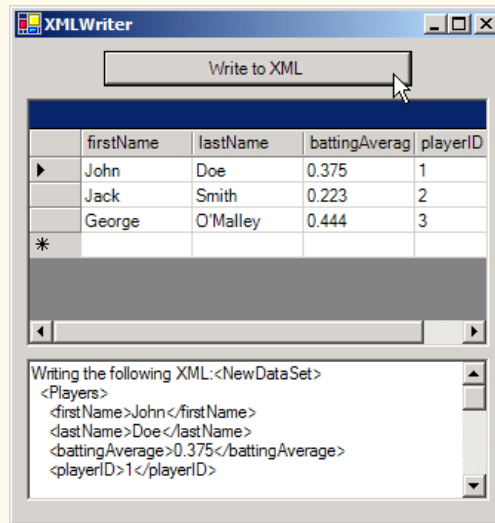 XMLWriter
Write to XML
firstName lastName battingAverag playerID
John Doe 0.375 1
Jack Smith 0.223 2
George O'Malley 0.444 3
Writing the following XML:<NewDataSet>
<Players>
<firstName>John</firstName>
<lastName>Doe</lastName>
<battingAverage>0.375</battingAverage>
<playerID>1</playerID>